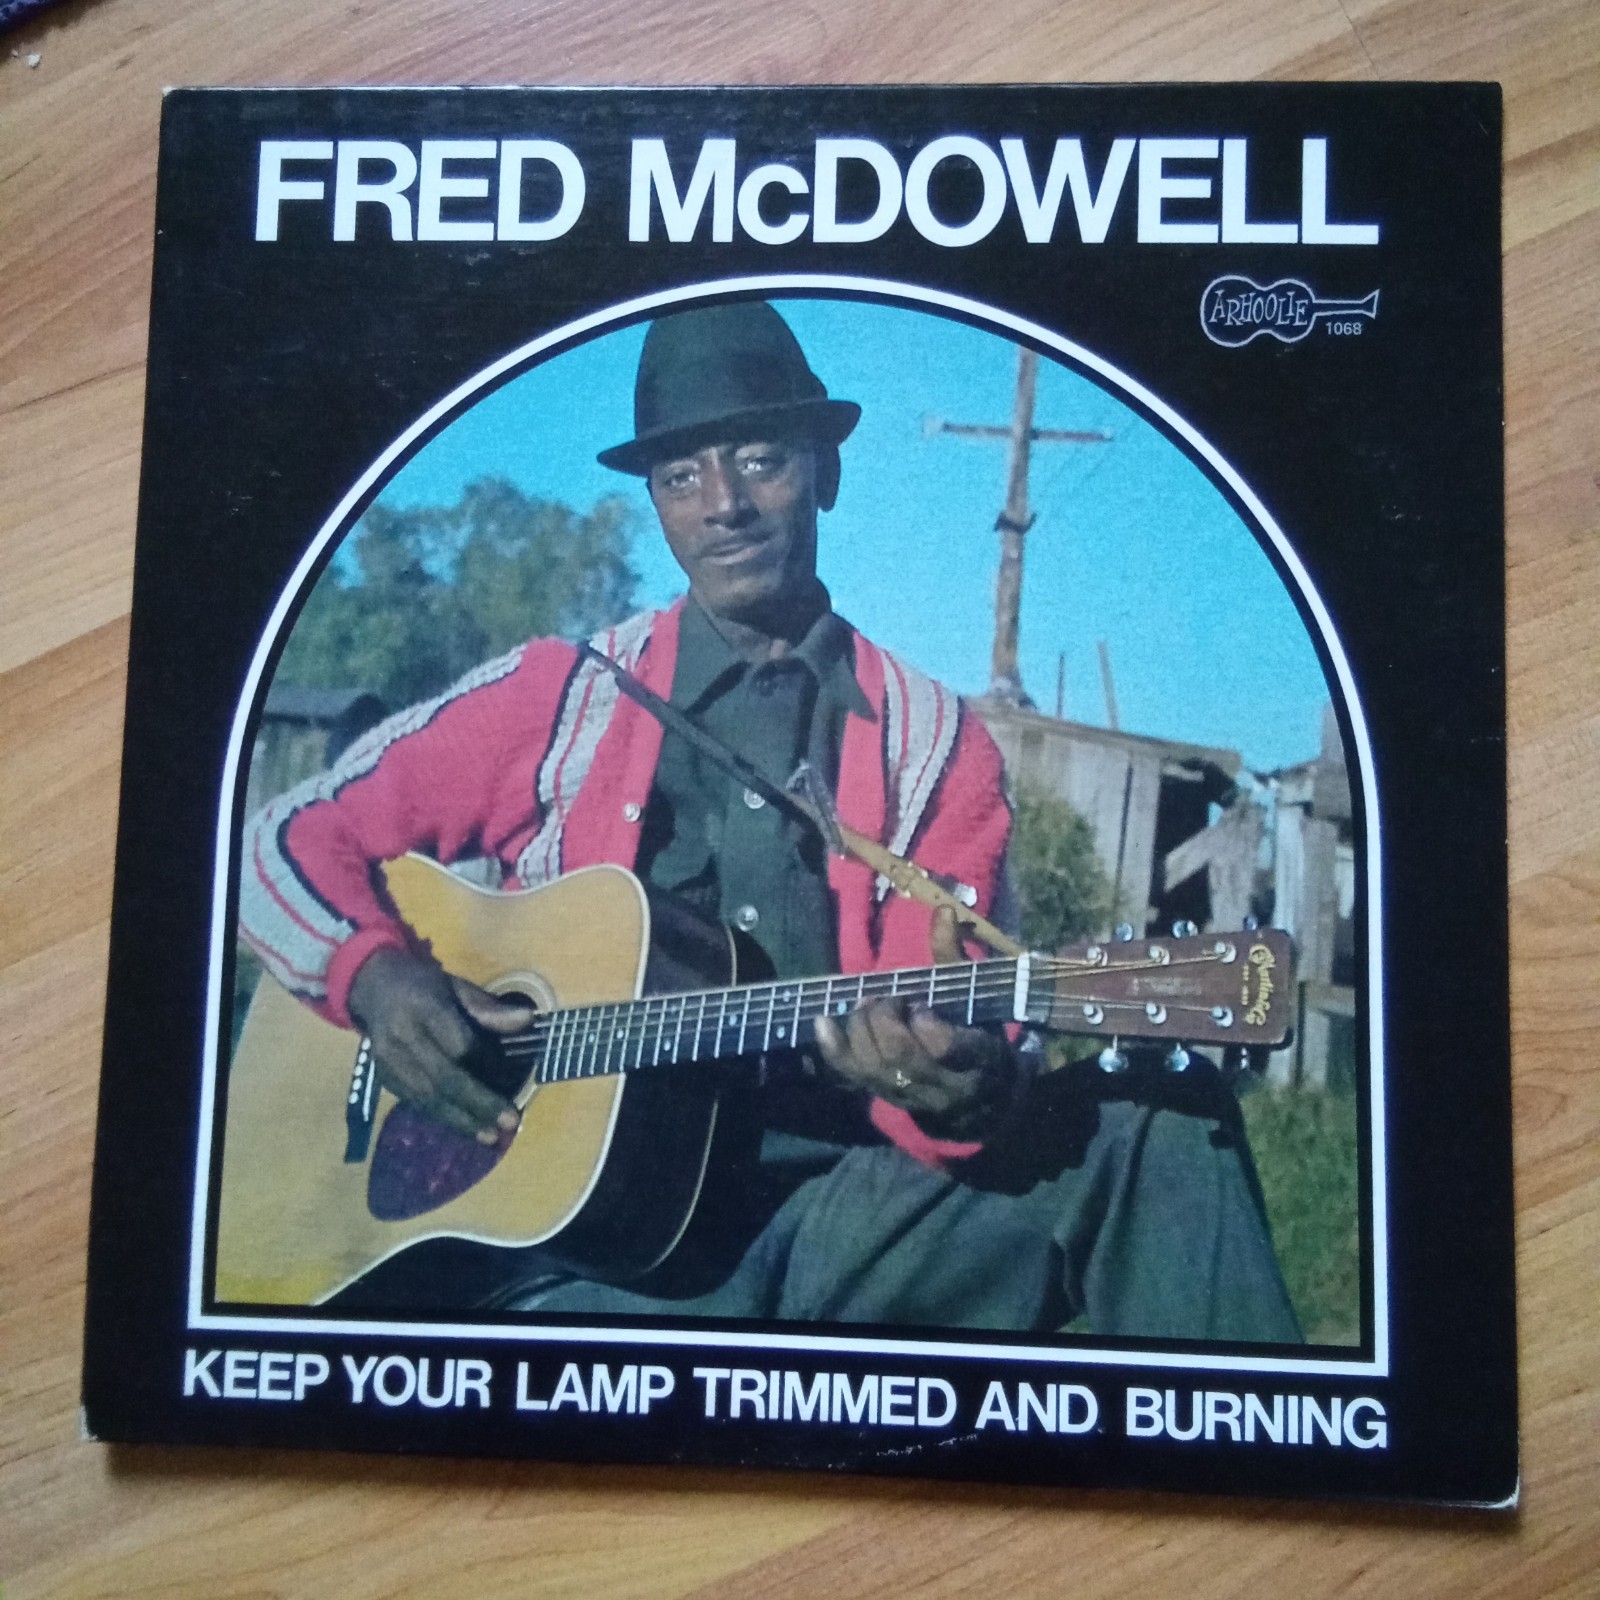 FRED McDOWELL
ARHOOLIE
1068
KEEP YOUR LAMP TRIMMED AND BURNING